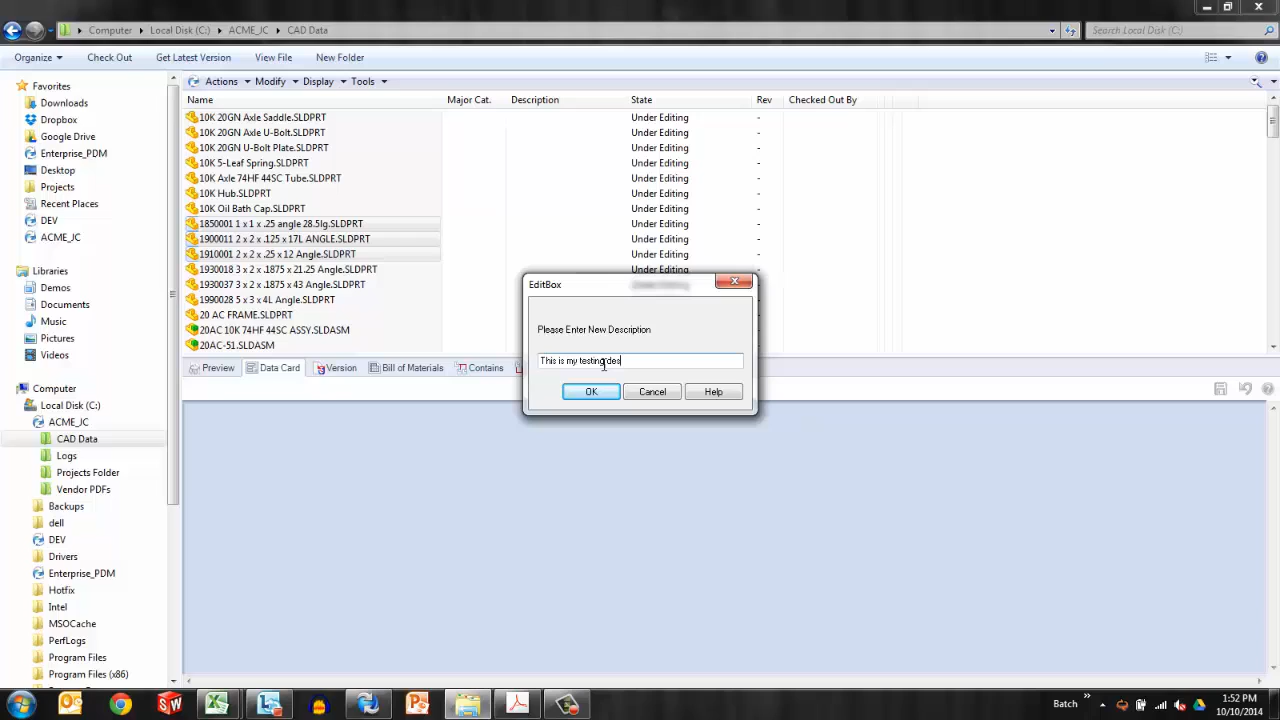 Computer Local Disk (C:) ACME_JC CAD Data
Search Local Disk (C:)
Organize Check Out Get Latest Version View File New Folder
Favorites
Downloads
Dropbox
Google Drive
Enterprise_PDM
Desktop
Projects
Recent Places
DEV
ACME_JC
Libraries
Demos
Documents
Music
Pictures
Videos
Computer
Local Disk (C:)
ACME_JC
CAD Data
Logs
Projects Folder
Vendor PDFs
Backups
dell
DEV
Drivers
Enterprise_PDM
Hotfix
Intel
MSOCache
PerfLogs
Program Files
Program Files (x86)
Actions Modify Display Tools
Name Major Cat. Description State Rev Checked Out By
10K 20GN Axle Saddle.SLDPRT Under Editing -
10K 20GN Axle U-Bolt.SLDPRT Under Editing -
10K 20GN U-Bolt Plate.SLDPRT Under Editing -
10K 5-Leaf Spring.SLDPRT Under Editing -
10K Axle 74HF 44SC Tube.SLDPRT Under Editing -
10K Hub.SLDPRT Under Editing -
10K Oil Bath Cap.SLDPRT Under Editing -
1850001 1 x 1 x .25 angle 28.5lg.SLDPRT Under Editing -
1900011 2 x 2 x .125 x 17L ANGLE.SLDPRT Under Editing -
1910001 2 x 2 x .25 x 12 Angle.SLDPRT Under Editing -
1930018 3 x 2 x .1875 x 21.25 Angle.SLDPRT Under Editing -
1930037 3 x 2 x .1875 x 43 Angle.SLDPRT
1990028 5 x 3 x 4L Angle.SLDPRT
20 AC FRAME.SLDPRT
20AC 10K 74HF 44SC ASSY.SLDASM
20AC-51.SLDASM
EditBox
Please Enter New Description
This is my testing des
OK Cancel Help
Preview Data Card Version Bill of Materials Contains
Batch
1:52 PM
10/10/2014